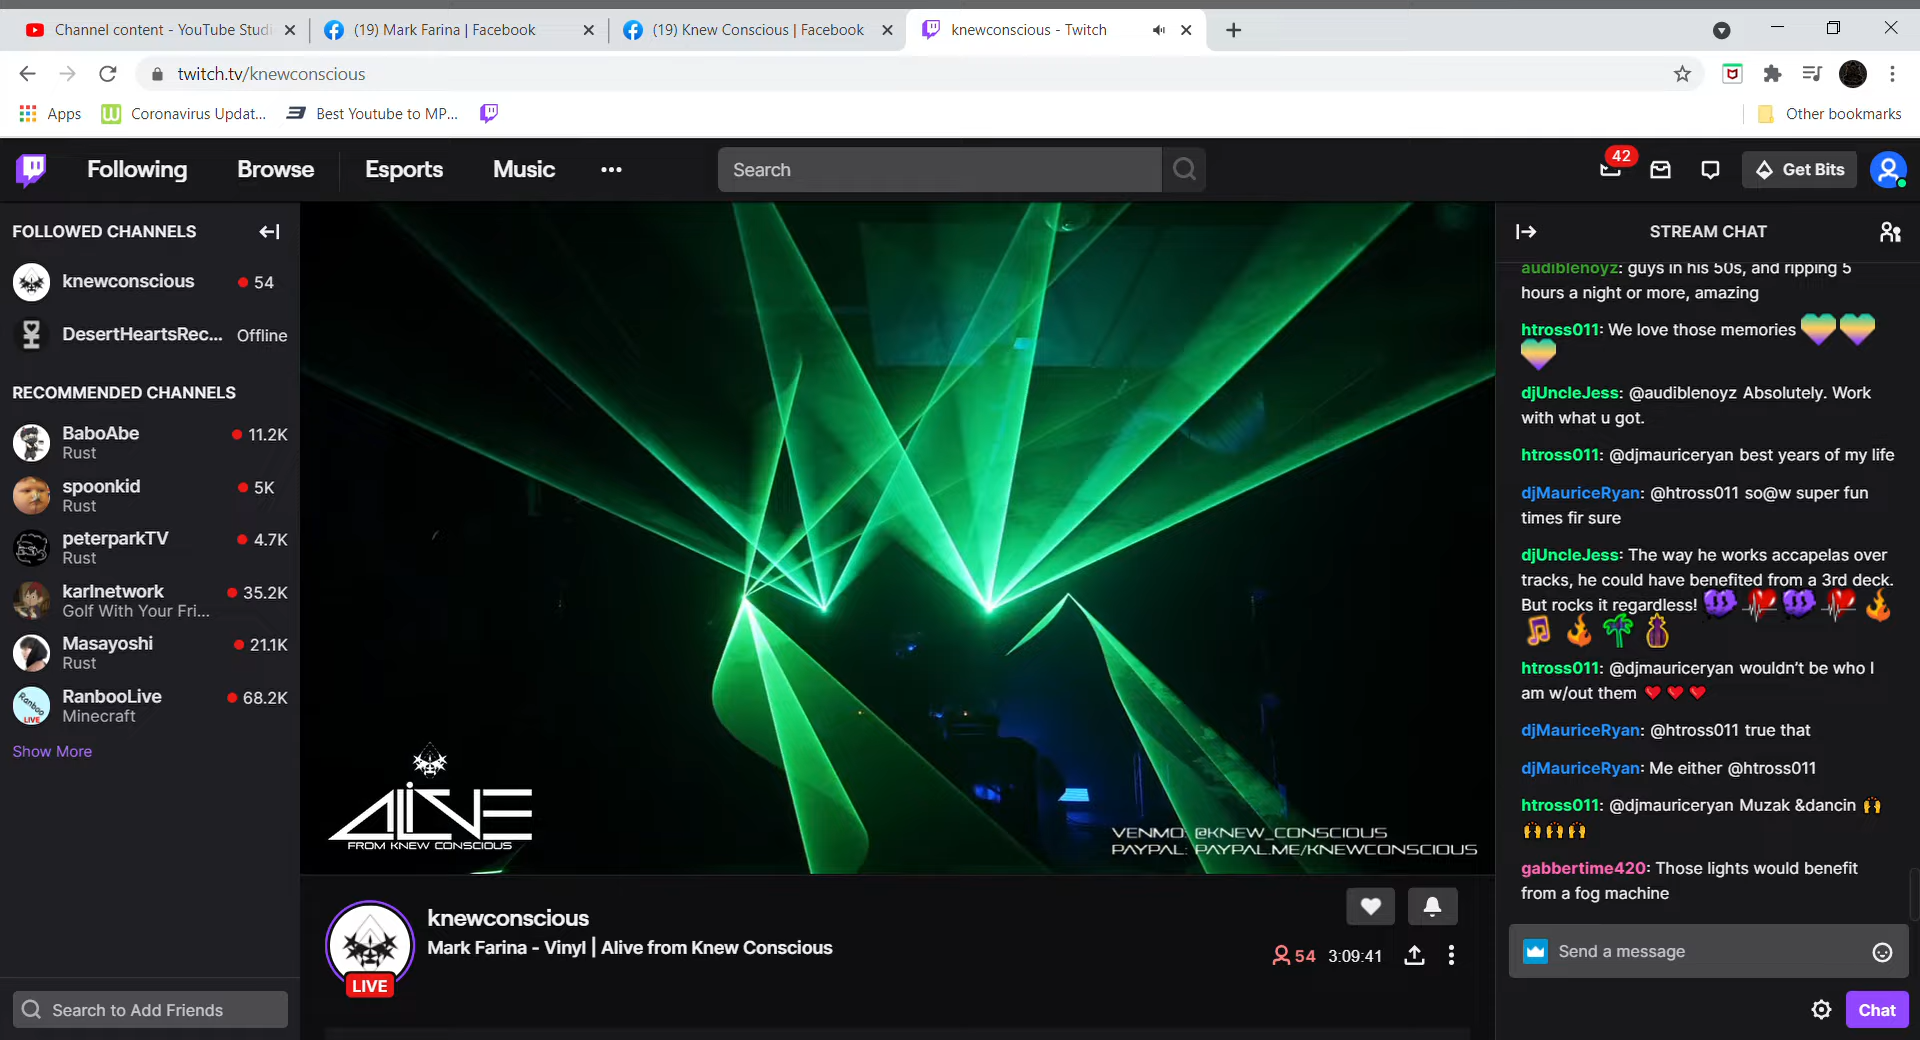 Channel content - YouTube Studi
(19) Mark Farina | Facebook
(19) Knew Conscious | Facebook
knewconscious - Twitch
twitch.tv/knewconscious
Apps
Coronavirus Updat...
Best Youtube to MP...
Other bookmarks
Following
Browse
Esports
Music
Search
42
Get Bits
FOLLOWED CHANNELS
knewconscious
54
DesertHeartsRec...
Offline
RECOMMENDED CHANNELS
BaboAbe
11.2K
Rust
spoonkid
5K
Rust
peterparkTV
4.7K
Rust
karlnetwork
35.2K
Golf With Your Fri...
Masayoshi
21.1K
Rust
RanbooLive
68.2K
Minecraft
Show More
Search to Add Friends
ALIVE
FROM KNEW CONSCIOUS
VENMO: @KNEW_CONSCIOUS
PAYPAL: PAYPAL.ME/KNEWCONSCIOUS
knewconscious
Mark Farina - Vinyl | Alive from Knew Conscious
LIVE
54
3:09:41
STREAM CHAT
audiblenoyz: guys in his 50s, and ripping 5
hours a night or more, amazing
htross011: We love those memories
djUncleJess: @audiblenoyz Absolutely. Work
with what u got.
htross011: @djmauriceryan best years of my life
djMauriceRyan: @htross011 so@w super fun
times fir sure
djUncleJess: The way he works accapelas over
tracks, he could have benefited from a 3rd deck.
But rocks it regardless!
htross011: @djmauriceryan wouldn't be who I
am w/out them ❤️ ❤️ ❤️
djMauriceRyan: @htross011 true that
djMauriceRyan: Me either @htross011
htross011: @djmauriceryan Muzak &dancin 🙌
🙌🙌🙌
gabbertime420: Those lights would benefit
from a fog machine
Send a message
Chat